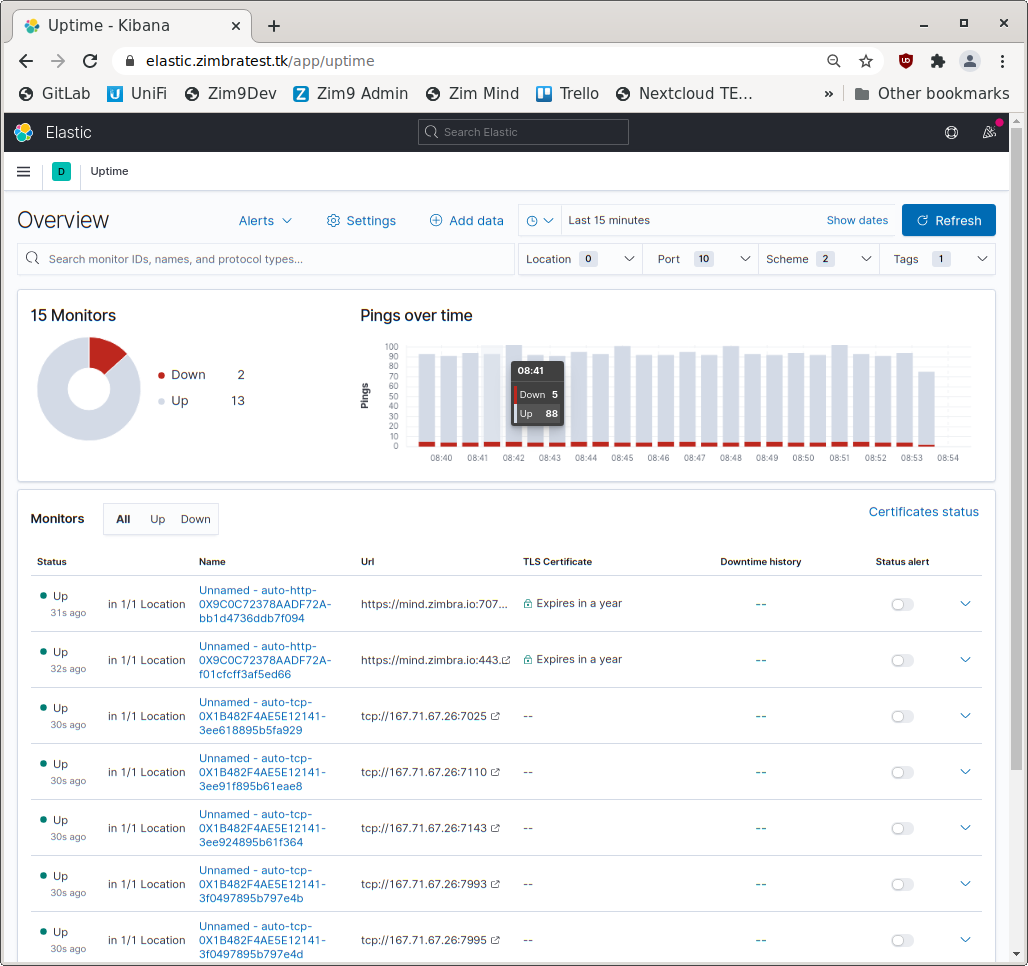 Uptime - Kibana
elastic.zimbratest.tk/app/uptime
GitLab UniFi Zim9Dev Zim9 Admin Zim Mind Trello Nextcloud TE... » Other bookmarks
Elastic Search Elastic
D Uptime
Overview Alerts Settings Add data Last 15 minutes Show dates Refresh
Search monitor IDs, names, and protocol types... Location 0 Port 10 Scheme 2 Tags 1
15 Monitors
Down 2
Up 13
Pings over time
Pings
100
90
80
70
60
50
40
30
20
10
0
08:41
Down 5
Up 88
08:40 08:41 08:42 08:43 08:44 08:45 08:46 08:47 08:48 08:49 08:50 08:51 08:52 08:53 08:54
Monitors All Up Down Certificates status
Status Name Url TLS Certificate Downtime history Status alert
Up
31s ago
in 1/1 Location
Unnamed - auto-http-
0X9C0C72378AADF72A-
bb1d4736ddb7f094
https://mind.zimbra.io:707...
Expires in a year
--
Up
32s ago
in 1/1 Location
Unnamed - auto-http-
0X9C0C72378AADF72A-
f01cfcff3af5ed66
https://mind.zimbra.io:443
Expires in a year
--
Up
30s ago
in 1/1 Location
Unnamed - auto-tcp-
0X1B482F4AE5E12141-
3ee618895b5fa929
tcp://167.71.67.26:7025
--
--
Up
30s ago
in 1/1 Location
Unnamed - auto-tcp-
0X1B482F4AE5E12141-
3ee91f895b61eae8
tcp://167.71.67.26:7110
--
--
Up
30s ago
in 1/1 Location
Unnamed - auto-tcp-
0X1B482F4AE5E12141-
3ee924895b61f364
tcp://167.71.67.26:7143
--
--
Up
30s ago
in 1/1 Location
Unnamed - auto-tcp-
0X1B482F4AE5E12141-
3f0497895b797e4b
tcp://167.71.67.26:7993
--
--
Up
30s ago
in 1/1 Location
Unnamed - auto-tcp-
0X1B482F4AE5E12141-
3f0497895b797e4d
tcp://167.71.67.26:7995
--
--